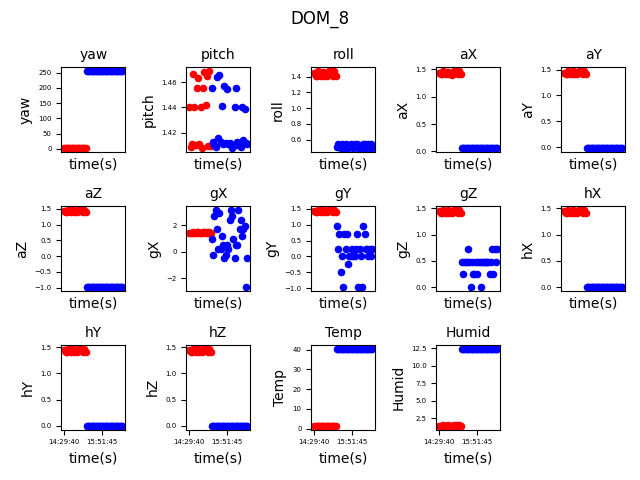 DOM_8
yaw pitch roll aX aY
250 200 150 100 50 0
1.46 1.44 1.42
1.4 1.2 1.0 0.8 0.6
1.5 1.0 0.5 0.0
1.5 1.0 0.5 0.0
yaw pitch roll aX aY
time(s) time(s) time(s) time(s) time(s)
aZ gX gY gZ hX
1.5 1.0 0.5 0.0 −0.5 −1.0
2 0 −2
1.5 1.0 0.5 0.0 −0.5 −1.0
1.5 1.0 0.5 0.0
1.5 1.0 0.5 0.0
aZ gX gY gZ hX
time(s) time(s) time(s) time(s) time(s)
hY hZ Temp Humid
1.5 1.0 0.5 0.0
1.5 1.0 0.5 0.0
40 30 20 10 0
12.5 10.0 7.5 5.0 2.5
hY hZ Temp Humid
14:29:40 15:51:45 14:29:40 15:51:45 14:29:40 15:51:45 14:29:40 15:51:45
time(s) time(s) time(s) time(s)